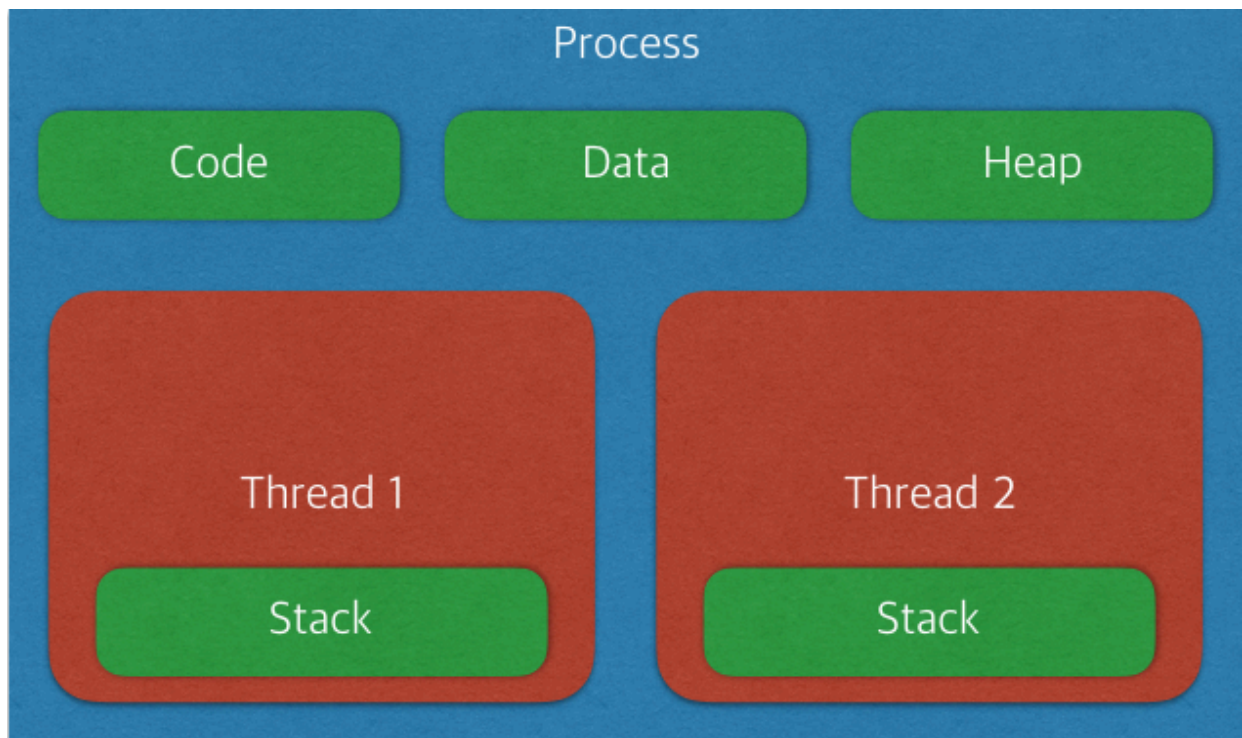 Process
Code
Data
Heap
Thread 1
Thread 2
Stack
Stack